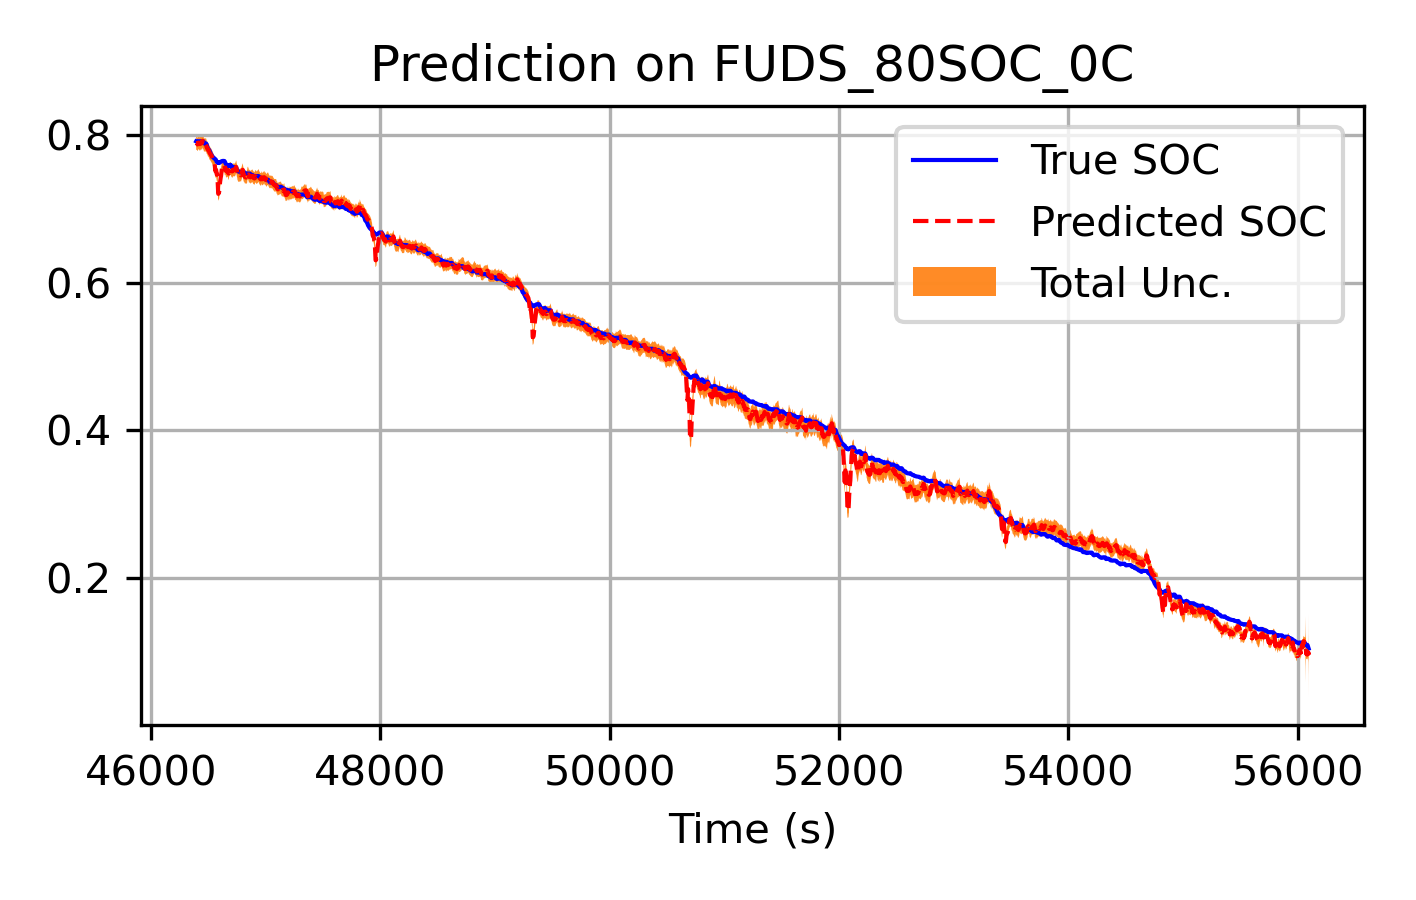 Prediction on FUDS_80SOC_0C
True SOC
Predicted SOC
Total Unc.
0.8
0.6
0.4
0.2
46000 48000 50000 52000 54000 56000
Time (s)